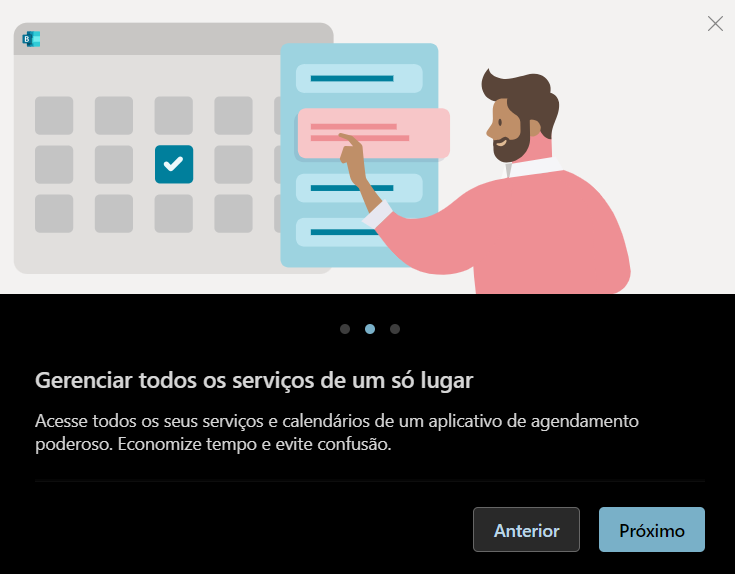 B
Gerenciar todos os serviços de um só lugar
Acesse todos os seus serviços e calendários de um aplicativo de agendamento
poderoso. Economize tempo e evite confusão.
Anterior
Próximo